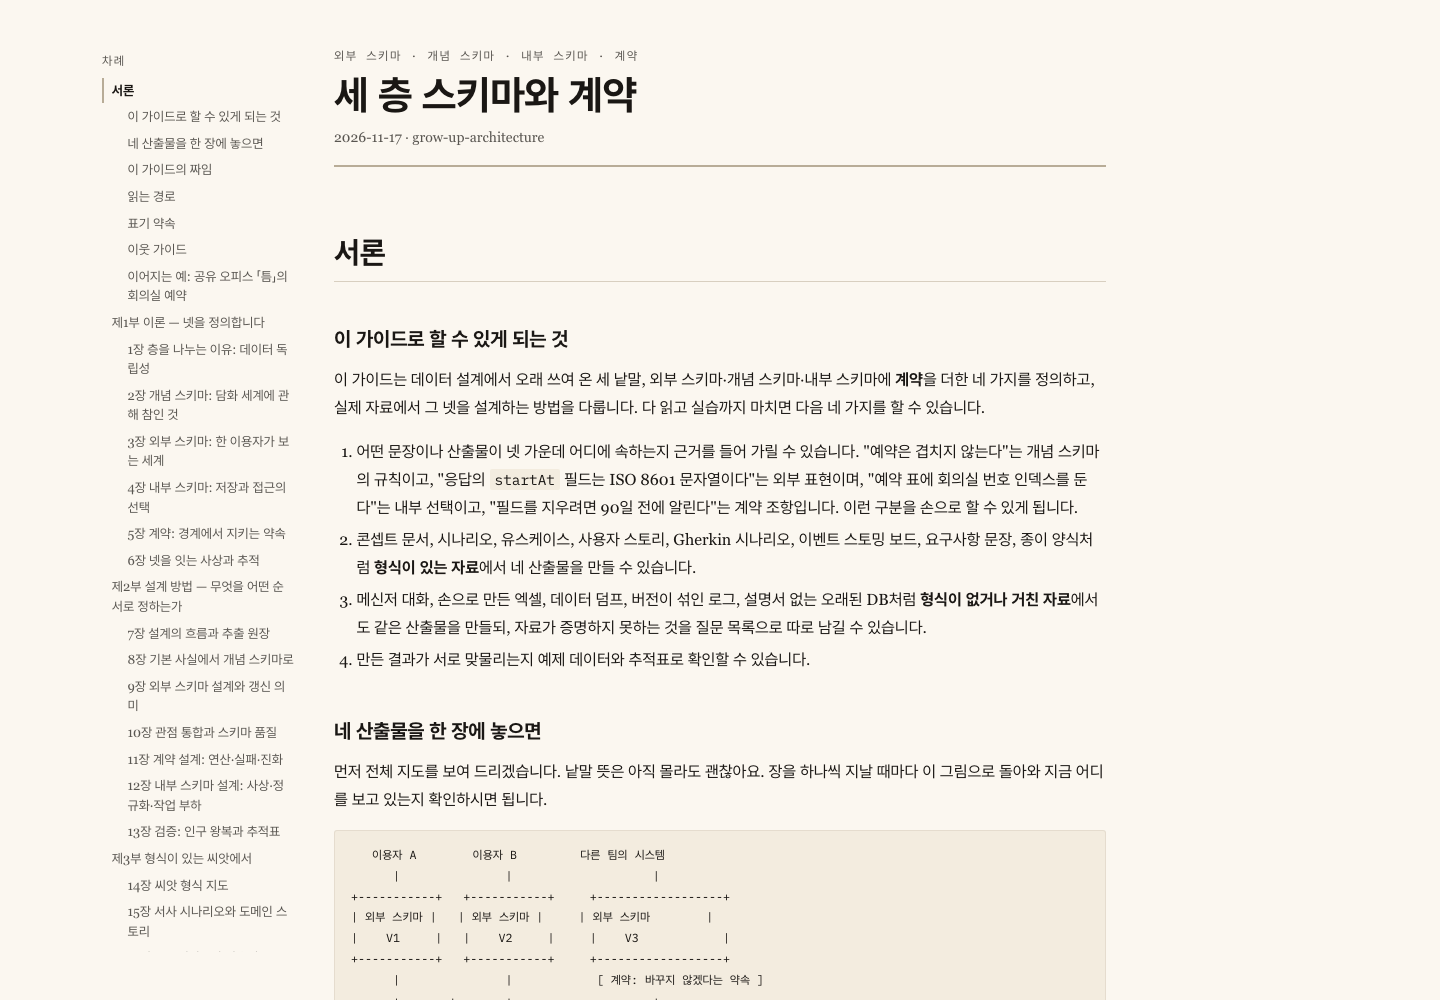 차례
서론
이 가이드로 할 수 있게 되는 것
네 산출물을 한 장에 놓으면
이 가이드의 짜임
읽는 경로
표기 약속
이웃 가이드
이어지는 예: 공유 오피스 「틈」의
회의실 예약
제1부 이론 — 넷을 정의합니다
1장 층을 나누는 이유: 데이터 독
립성
2장 개념 스키마: 담화 세계에 관
해 참인 것
3장 외부 스키마: 한 이용자가 보
는 세계
4장 내부 스키마: 저장과 접근의
선택
5장 계약: 경계에서 지키는 약속
6장 넷을 잇는 사상과 추적
제2부 설계 방법 — 무엇을 어떤 순
서로 정하는가
7장 설계의 흐름과 추출 원장
8장 기본 사실에서 개념 스키마로
9장 외부 스키마 설계와 갱신 의
미
10장 관점 통합과 스키마 품질
11장 계약 설계: 연산·실패·진화
12장 내부 스키마 설계: 사상·정
규화·작업 부하
13장 검증: 인구 왕복과 추적표
제3부 형식이 있는 씨앗에서
14장 씨앗 형식 지도
15장 서사 시나리오와 도메인 스
토리
외부 스키마 · 개념 스키마 · 내부 스키마 · 계약
세 층 스키마와 계약
2026-11-17 · grow-up-architecture
서론
이 가이드로 할 수 있게 되는 것
이 가이드는 데이터 설계에서 오래 쓰여 온 세 낱말, 외부 스키마·개념 스키마·내부 스키마에 계약을 더한 네 가지를 정의하고,
실제 자료에서 그 넷을 설계하는 방법을 다룹니다. 다 읽고 실습까지 마치면 다음 네 가지를 할 수 있습니다.
1. 어떤 문장이나 산출물이 넷 가운데 어디에 속하는지 근거를 들어 가릴 수 있습니다. "예약은 겹치지 않는다"는 개념 스키마
의 규칙이고, "응답의 startAt 필드는 ISO 8601 문자열이다"는 외부 표현이며, "예약 표에 회의실 번호 인덱스를 둔
다"는 내부 선택이고, "필드를 지우려면 90일 전에 알린다"는 계약 조항입니다. 이런 구분을 손으로 할 수 있게 됩니다.
2. 콘셉트 문서, 시나리오, 유스케이스, 사용자 스토리, Gherkin 시나리오, 이벤트 스토밍 보드, 요구사항 문장, 종이 양식처
럼 형식이 있는 자료에서 네 산출물을 만들 수 있습니다.
3. 메신저 대화, 손으로 만든 엑셀, 데이터 덤프, 버전이 섞인 로그, 설명서 없는 오래된 DB처럼 형식이 없거나 거친 자료에서
도 같은 산출물을 만들되, 자료가 증명하지 못하는 것을 질문 목록으로 따로 남길 수 있습니다.
4. 만든 결과가 서로 맞물리는지 예제 데이터와 추적표로 확인할 수 있습니다.
네 산출물을 한 장에 놓으면
먼저 전체 지도를 보여 드리겠습니다. 낱말 뜻은 아직 몰라도 괜찮아요. 장을 하나씩 지날 때마다 이 그림으로 돌아와 지금 어디
를 보고 있는지 확인하시면 됩니다.
이용자 A 이용자 B 다른 팀의 시스템
| | |
+-----------+ +-----------+ +------------------+
| 외부 스키마 | | 외부 스키마 | | 외부 스키마 |
| V1 | | V2 | | V3 |
+-----------+ +-----------+ +------------------+
| | [ 계약: 바꾸지 않겠다는 약속 ]